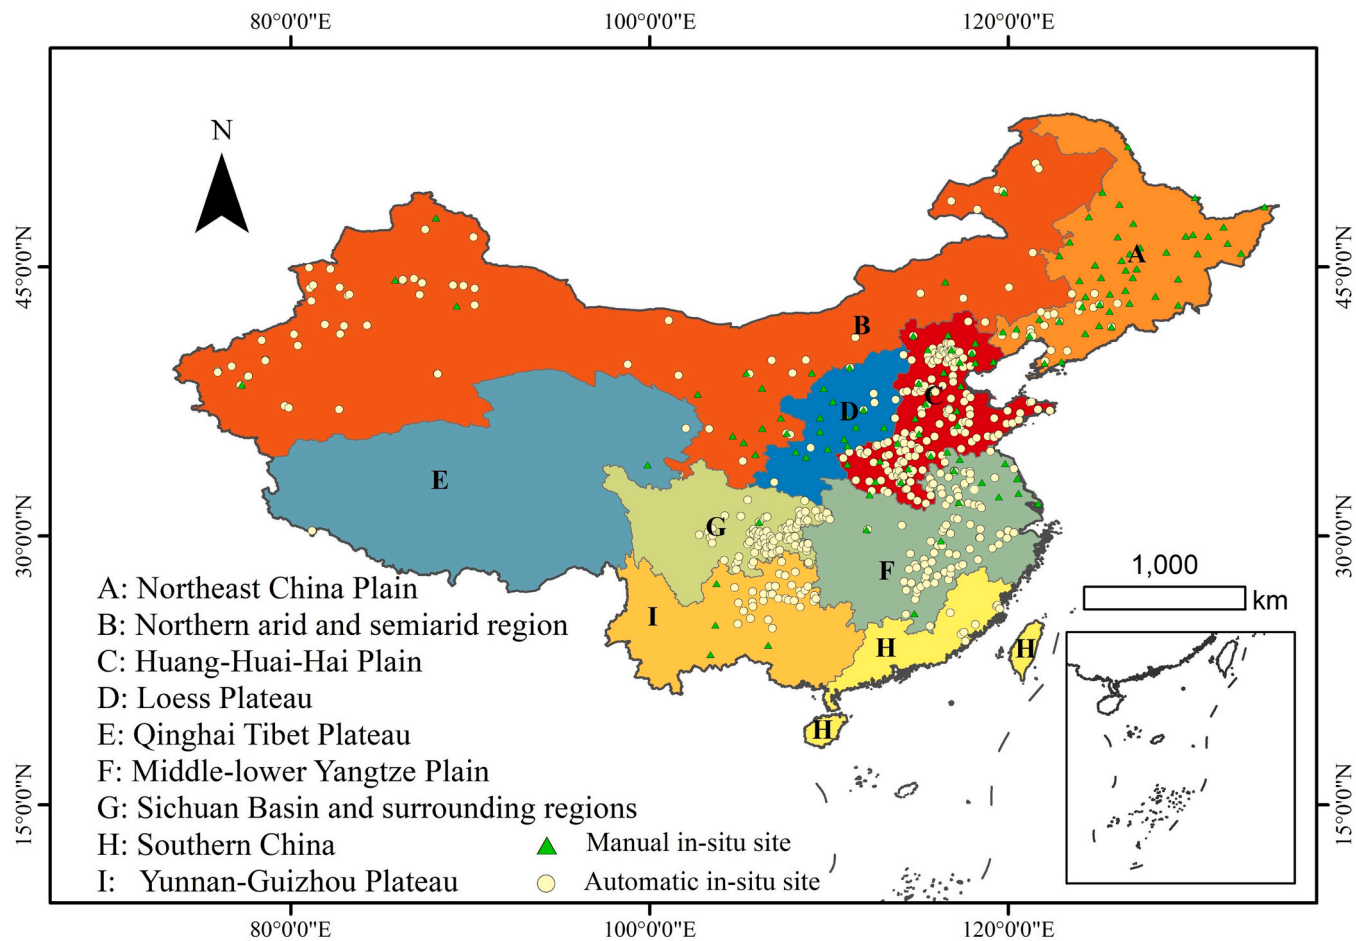 80°0'0"E 100°0'0"E 120°0'0"E
N
45°0'0"N 45°0'0"N
A
B
C
D
E
30°0'0"N 30°0'0"N
G
F
1,000
km
A: Northeast China Plain
B: Northern arid and semiarid region
I
H H
C: Huang-Huai-Hai Plain
D: Loess Plateau
H
E: Qinghai Tibet Plateau
F: Middle-lower Yangtze Plain
G: Sichuan Basin and surrounding regions
15°0'0"N 15°0'0"N
H: Southern China
Manual in-situ site
I: Yunnan-Guizhou Plateau
Automatic in-situ site
80°0'0"E 100°0'0"E 120°0'0"E